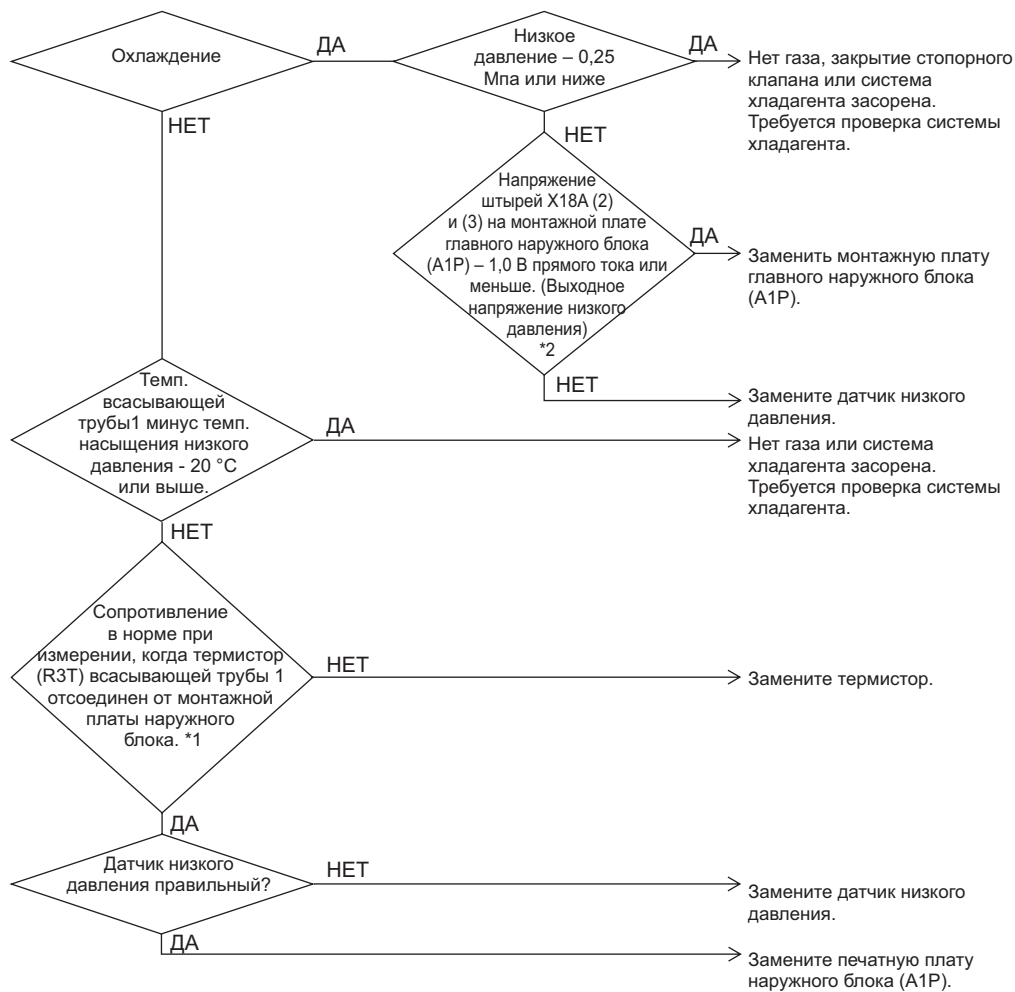 Охлаждение
ДА
Низкое
давление – 0,25
Мпа или ниже
ДА
Нет газа, закрытие стопорного
клапана или система
хладагента засорена.
Требуется проверка системы
хладагента.
НЕТ
НЕТ
Напряжение
штырей X18A (2)
и (3) на монтажной плате
главного наружного блока
(A1P) – 1,0 В прямого тока или
меньше. (Выходное
напряжение низкого
давления)
*2
ДА
Заменить монтажную плату
главного наружного блока
(A1P).
НЕТ
Замените датчик низкого
давления.
Темп.
всасывающей
трубы1 минус темп.
насыщения низкого
давления - 20 °C
или выше.
ДА
Нет газа или система
хладагента засорена.
Требуется проверка системы
хладагента.
НЕТ
Сопротивление
в норме при
измерении, когда термистор
(R3T) всасывающей трубы 1
отсоединен от монтажной
платы наружного
блока. *1
НЕТ
Замените термистор.
ДА
Датчик низкого
давления правильный?
НЕТ
Замените датчик низкого
давления.
ДА
Замените печатную плату
наружного блока (A1P).